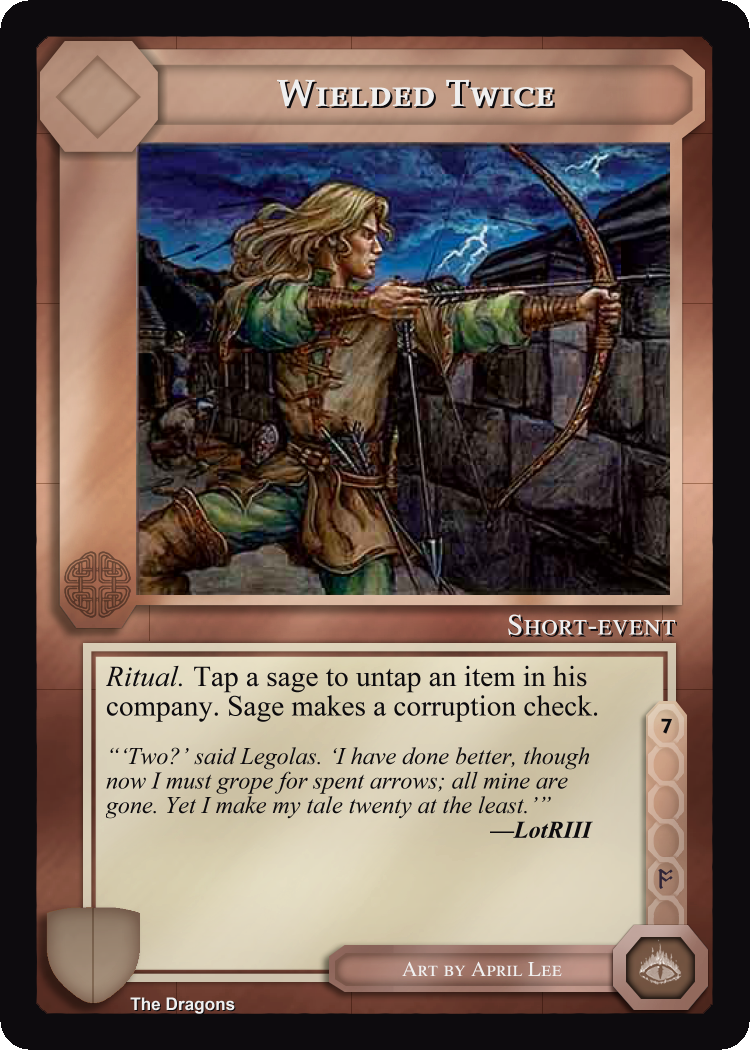 Wielded Twice
Short-event
Ritual. Tap a sage to untap an item in his
company. Sage makes a corruption check.
“‘Two?’ said Legolas. ‘I have done better, though
now I must grope for spent arrows; all mine are
gone. Yet I make my tale twenty at the least.’”
—LotRIII
7
ᚩ
Art by April Lee
The Dragons